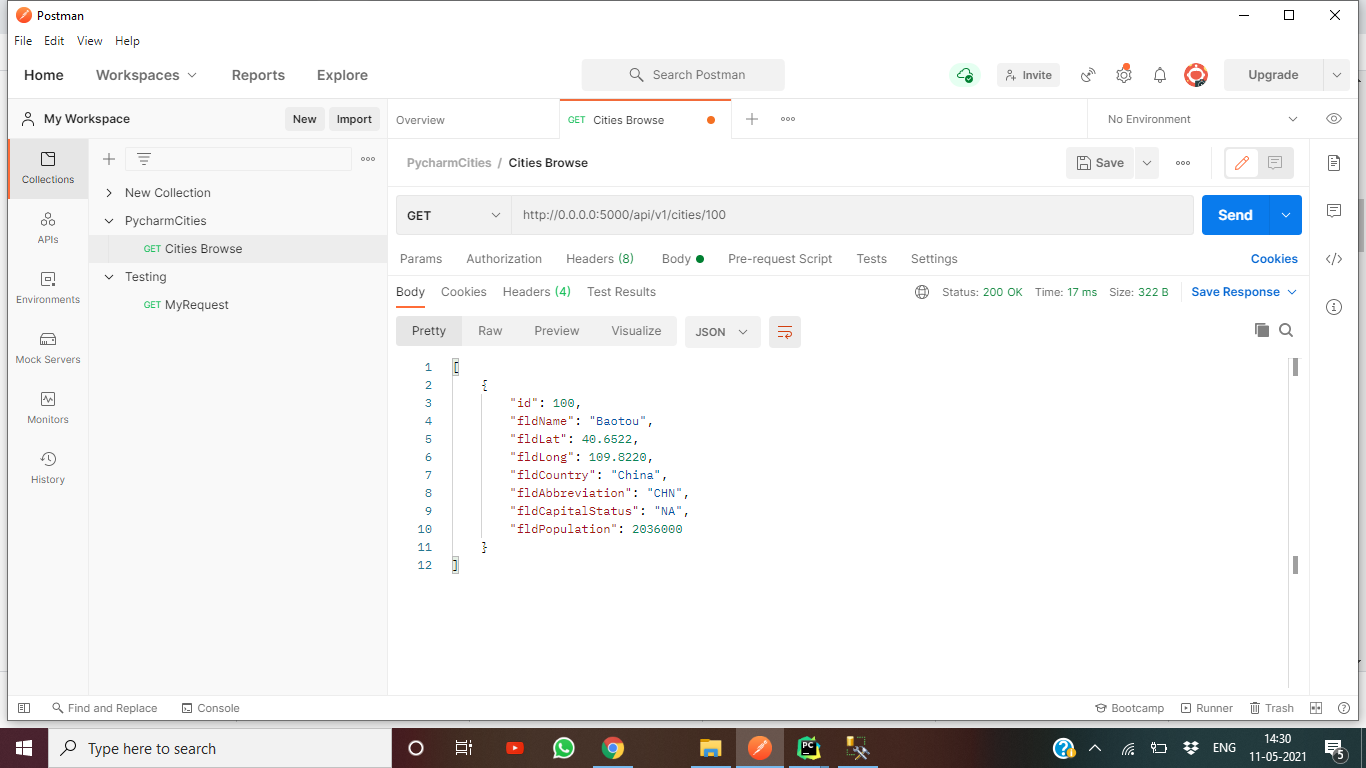 Postman
File Edit View Help
Home Workspaces Reports Explore Search Postman Invite Upgrade
My Workspace New Import Overview GET Cities Browse No Environment
Collections
APIs
Environments
Mock Servers
Monitors
History
New Collection
PycharmCities
GET Cities Browse
Testing
GET MyRequest
PycharmCities / Cities Browse Save
GET http://0.0.0.0:5000/api/v1/cities/100 Send
Params Authorization Headers (8) Body Pre-request Script Tests Settings Cookies
Body Cookies Headers (4) Test Results Status: 200 OK Time: 17 ms Size: 322 B Save Response
Pretty Raw Preview Visualize JSON
1 [
2 {
3 "id": 100,
4 "fldName": "Baotou",
5 "fldLat": 40.6522,
6 "fldLong": 109.8220,
7 "fldCountry": "China",
8 "fldAbbreviation": "CHN",
9 "fldCapitalStatus": "NA",
10 "fldPopulation": 2036000
11 }
12 ]
Find and Replace Console Bootcamp Runner Trash
Type here to search PC ENG 14:30
11-05-2021 5